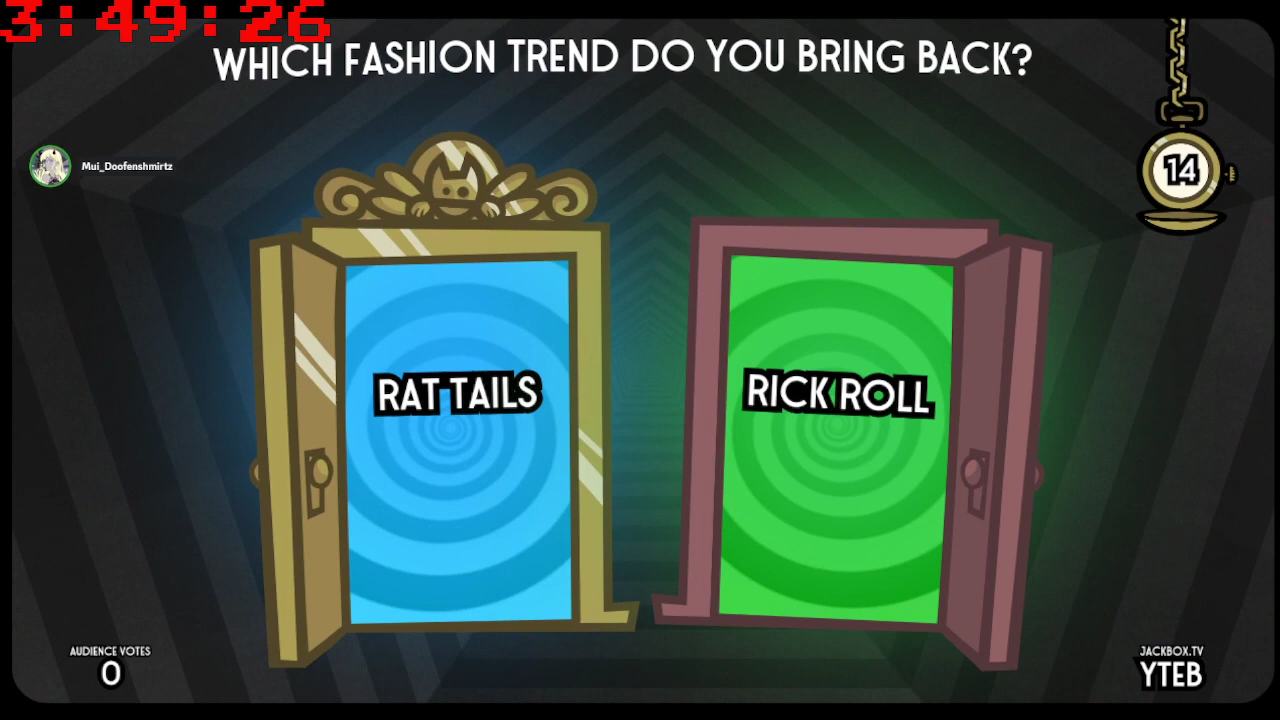 3:49:26
WHICH FASHION TREND DO YOU BRING BACK?
14
Mui_Doofenshmirtz
RAT TAILS
RICK ROLL
AUDIENCE VOTES
0
JACKBOX.TV
YTEB